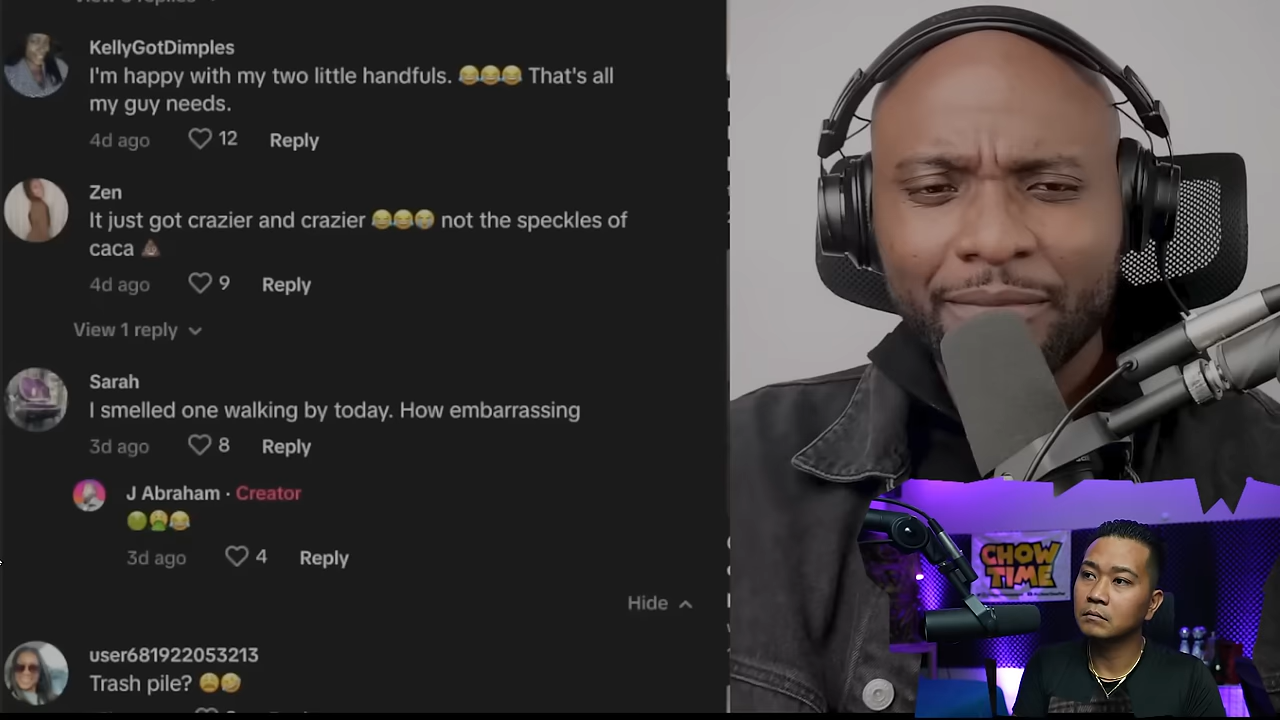 View 3 replies
KellyGotDimples
I'm happy with my two little handfuls. 😂😂😂 That's all
my guy needs.
4d ago 12 Reply
Zen
It just got crazier and crazier 😂😂😭 not the speckles of
caca 💩
4d ago 9 Reply
View 1 reply
Sarah
I smelled one walking by today. How embarrassing
3d ago 8 Reply
J Abraham · Creator
🤢🤮😂
3d ago 4 Reply
Hide
user681922053213
Trash pile? 😩🤣
CHOW
TIME